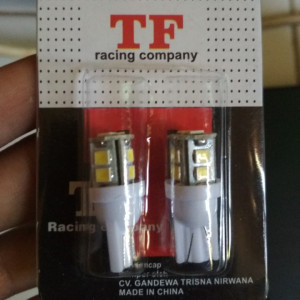 TF
racing company
TF
Racing company
CV. GANDEWA TRISNA NIRWANA
MADE IN CHINA